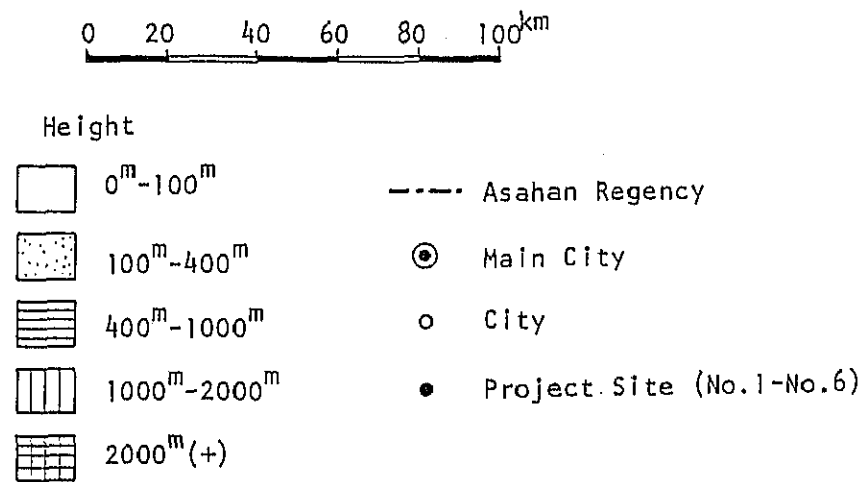 0 20 40 60 80 100km
Height
0m-100m
100m-400m
400m-1000m
1000m-2000m
2000m(+)
Asahan Regency
Main City
City
Project Site (No.1-No.6)